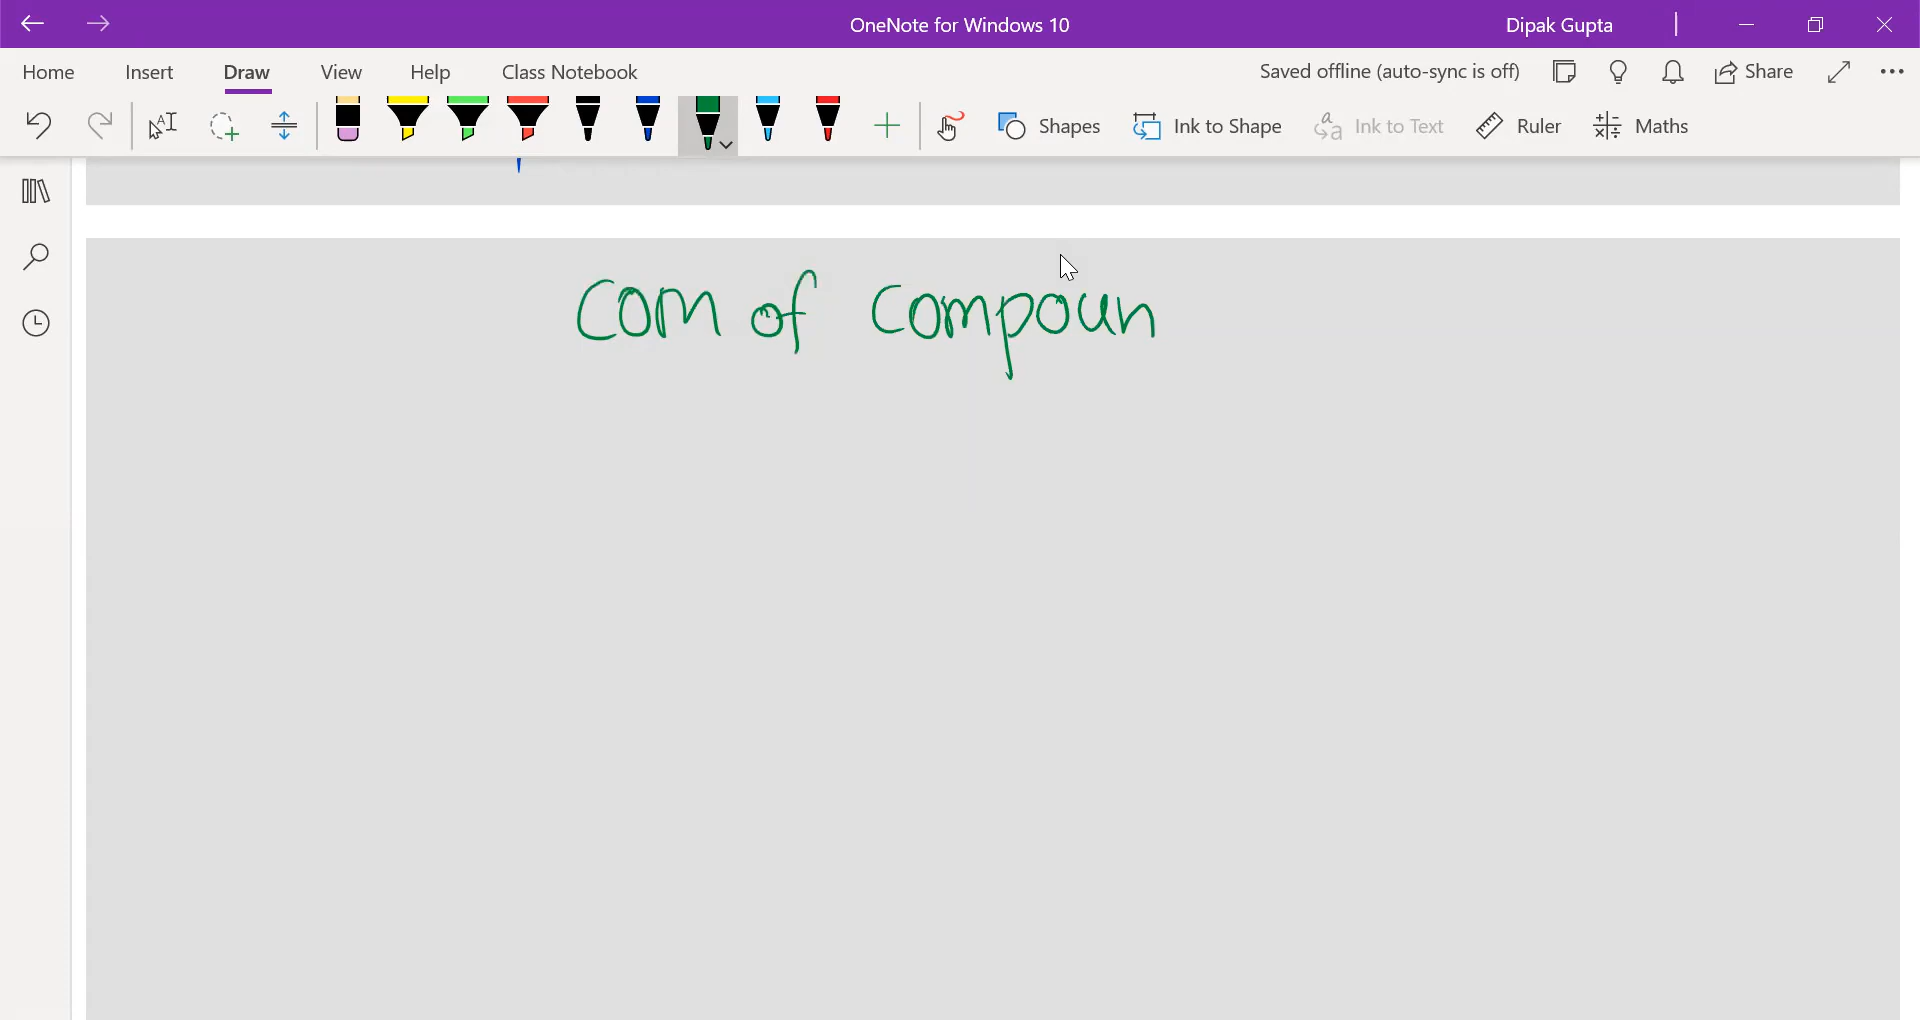 OneNote for Windows 10 Dipak Gupta
Home Insert Draw View Help Class Notebook Saved offline (auto-sync is off) Share
Shapes Ink to Shape Ink to Text Ruler Maths
COM of Compoun